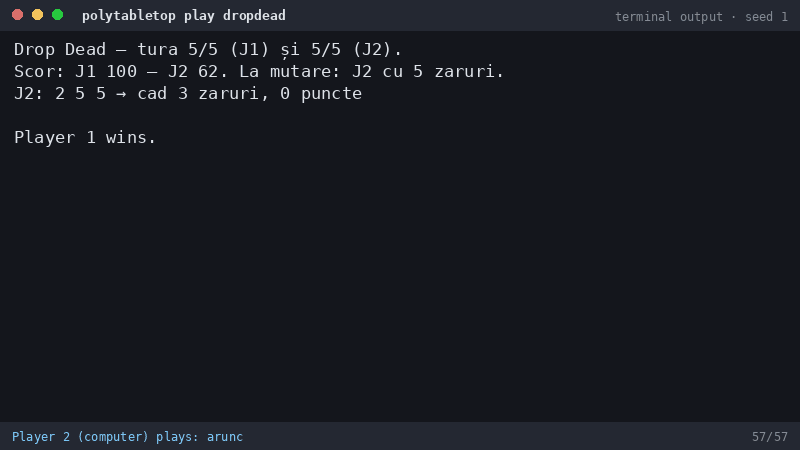 polytabletop play dropdead
terminal output · seed 1
Drop Dead — tura 5/5 (J1) și 5/5 (J2).
Scor: J1 100 — J2 62. La mutare: J2 cu 5 zaruri.
J2: 2 5 5 → cad 3 zaruri, 0 puncte
Player 1 wins.
Player 2 (computer) plays: arunc
57/57